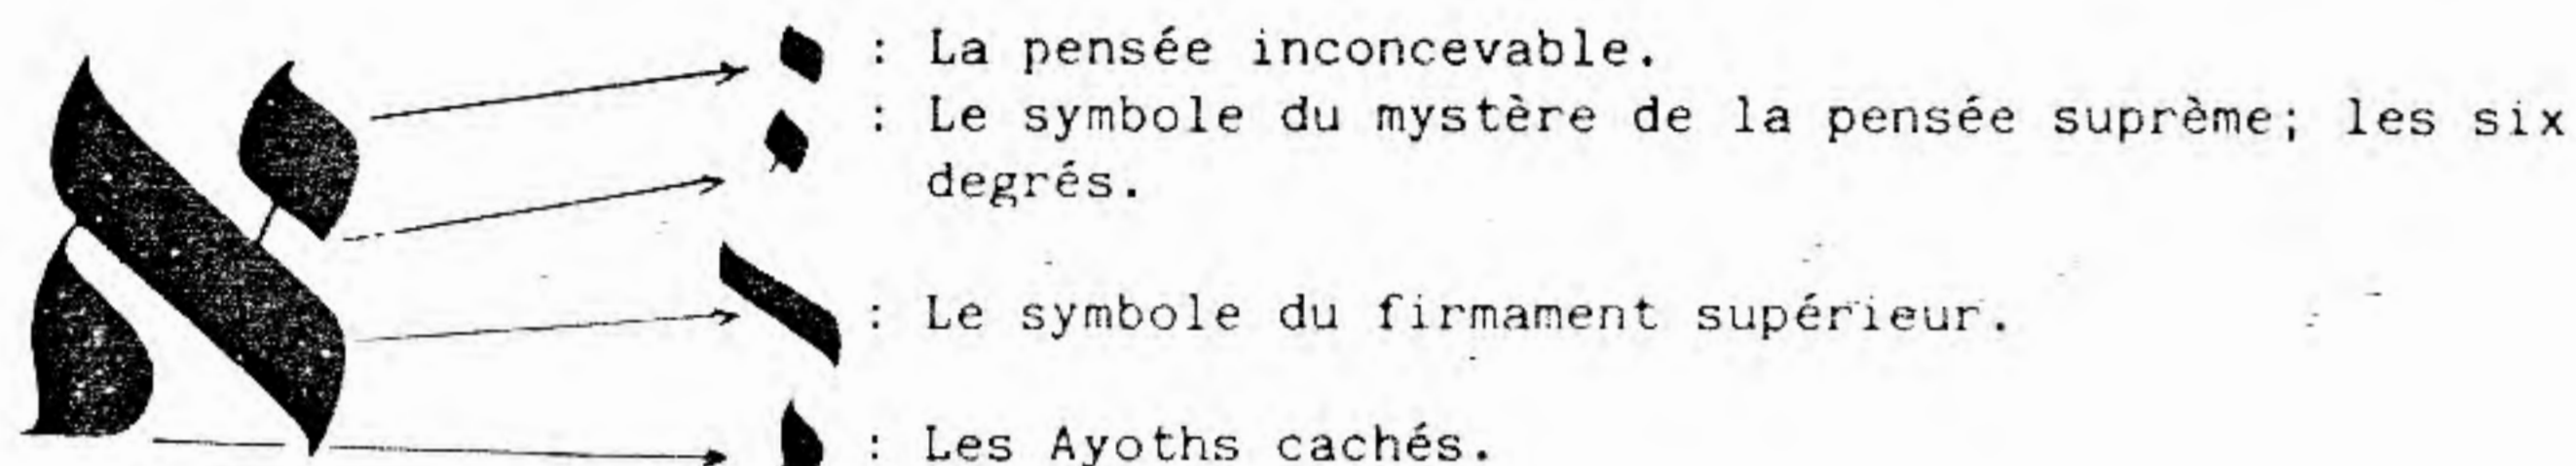 א
: La pensée inconcevable.
: Le symbole du mystère de la pensée suprème; les six
degrés.
: Le symbole du firmament supérieur.
: Les Ayoths cachés.